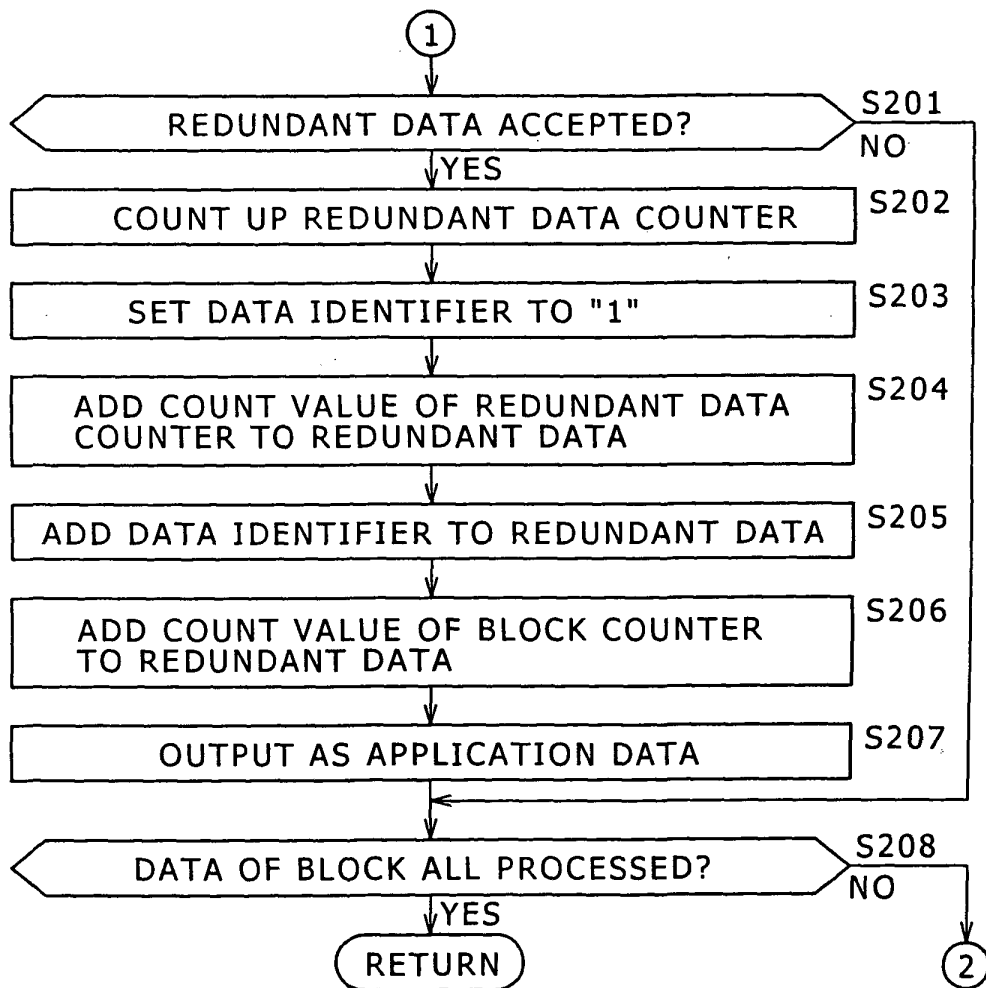 1
REDUNDANT DATA ACCEPTED?
S201
NO
YES
COUNT UP REDUNDANT DATA COUNTER
S202
SET DATA IDENTIFIER TO "1"
S203
ADD COUNT VALUE OF REDUNDANT DATA
COUNTER TO REDUNDANT DATA
S204
ADD DATA IDENTIFIER TO REDUNDANT DATA
S205
ADD COUNT VALUE OF BLOCK COUNTER
TO REDUNDANT DATA
S206
OUTPUT AS APPLICATION DATA
S207
DATA OF BLOCK ALL PROCESSED?
S208
NO
YES
RETURN
2